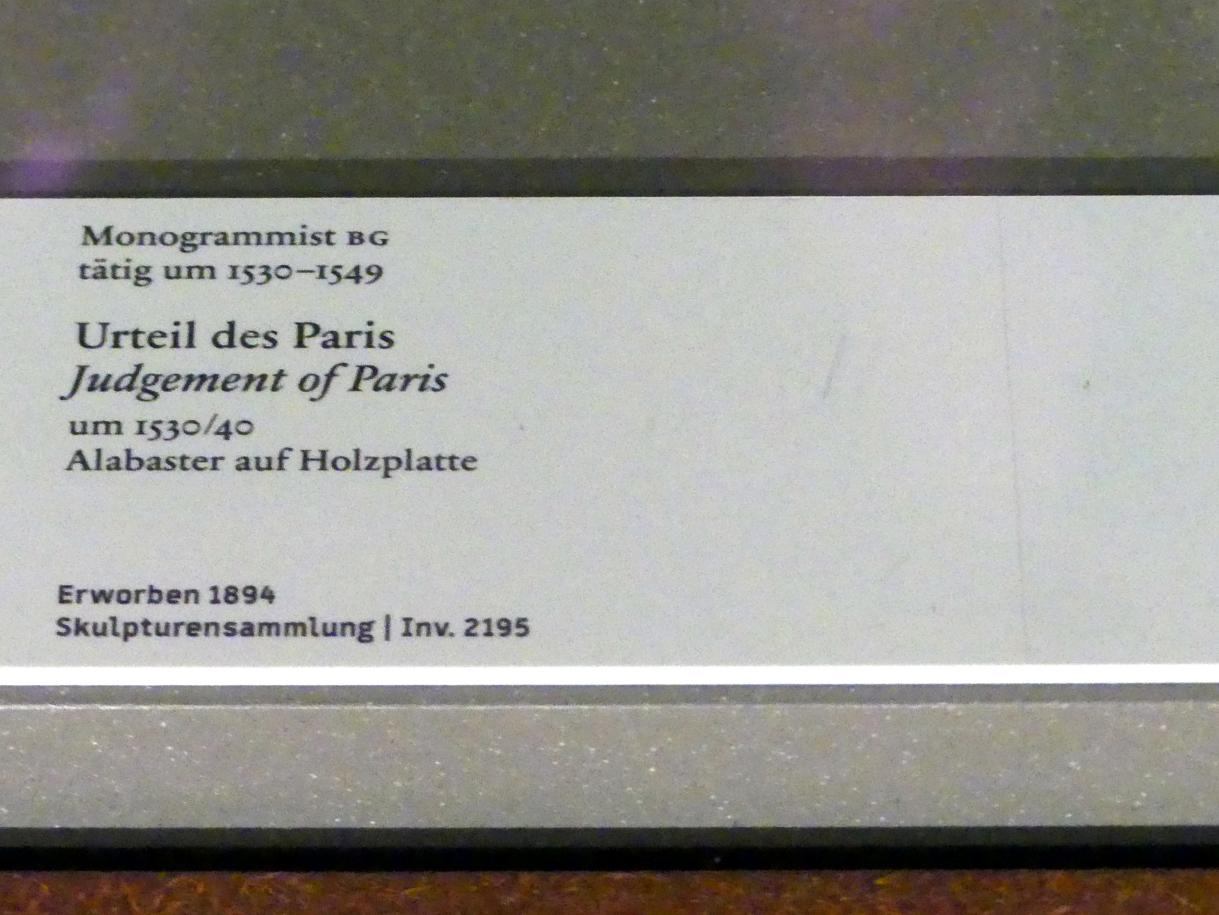 Monogrammist BG
tätig um 1530–1549
Urteil des Paris
Judgement of Paris
um 1530/40
Alabaster auf Holzplatte
Erworben 1894
Skulpturensammlung | Inv. 2195